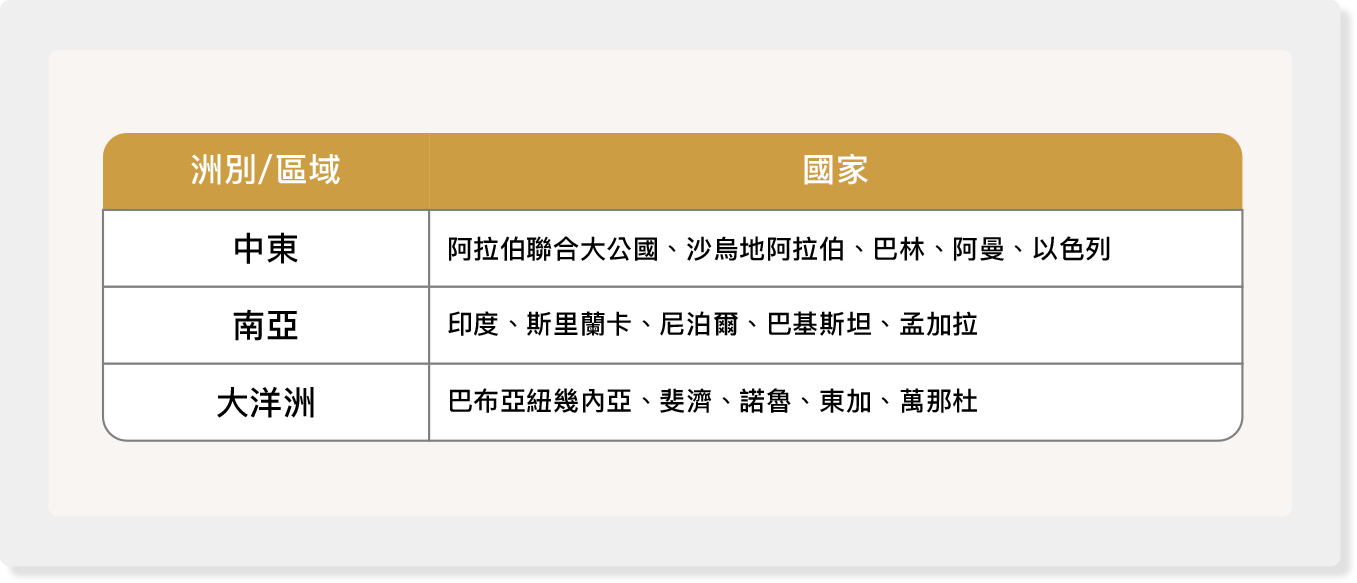 洲別/區域 國家
中東 阿拉伯聯合大公國、沙烏地阿拉伯、巴林、阿曼、以色列
南亞 印度、斯里蘭卡、尼泊爾、巴基斯坦、孟加拉
大洋洲 巴布亞紐幾內亞、斐濟、諾魯、東加、萬那杜